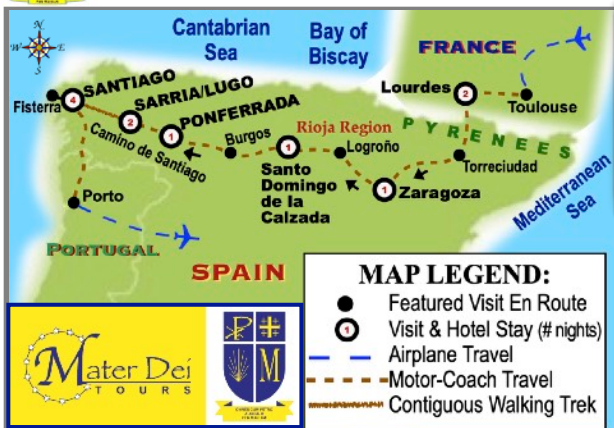 N
W
E
S
Cantabrian
Sea
Bay of
Biscay
FRANCE
SANTIAGO
Lourdes
4
2
Fisterra
SARRIA/LUGO
Toulouse
2
PONFERRADA
1
Camino de Santiago
Burgos
Rioja Region
PYRENEES
1
Logroño
Torreciudad
Santo
Domingo
de la
Calzada
1
Zaragoza
Mediterranean
Sea
Porto
PORTUGAL
SPAIN
MAP LEGEND:
Featured Visit En Route
1 Visit & Hotel Stay (# nights)
Airplane Travel
Motor-Coach Travel
Contiguous Walking Trek
Mater Dei
TOURS
M